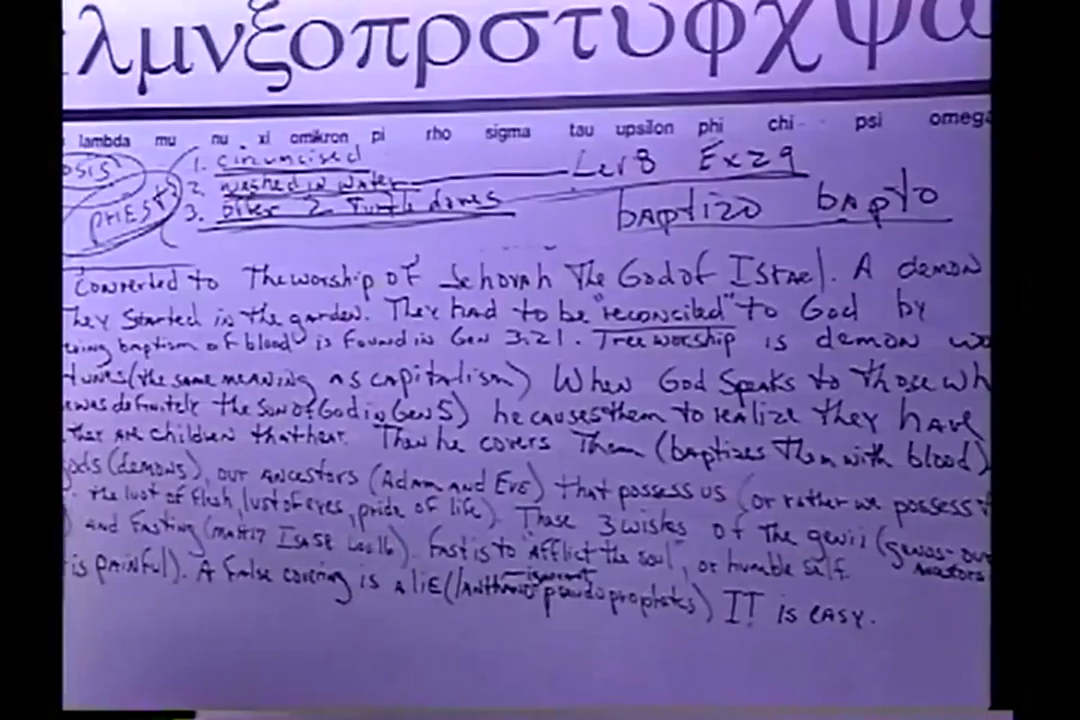 λμνξοπρστυφχψω
lambda mu nu xi omikron pi rho sigma tau upsilon phi chi psi omega
1. circumcised
Lev 8 Ex 29
2. washed in water
PRIEST
3. offer 2 Turtle doves
baptizo bapto
Converted to The worship of Jehovah The God of Israel. A demon
They Started in the garden. They had to be "reconciled" to God by
baptism of blood is found in Gen 3:21. Tree worship is demon
(the same meaning as capitalism) When God Speaks to Those wh
was definitely the Son of God in Gen 5) he causes them to realize they have
that are children that hear. Then he covers Them (baptizes Them with blood)
gods (demons), our ancestors (Adam and Eve) that possess us (or rather we possess
the lust of flesh, lust of eyes, pride of life). These 3 wishes of The genii (genos-our
Ancestors
and Fasting (Matt 17 Isa 58 ). Fast is to "afflict the soul", or humble self.
is painful). A false covering is a lie ( pseudoprophetes) IT is easy.